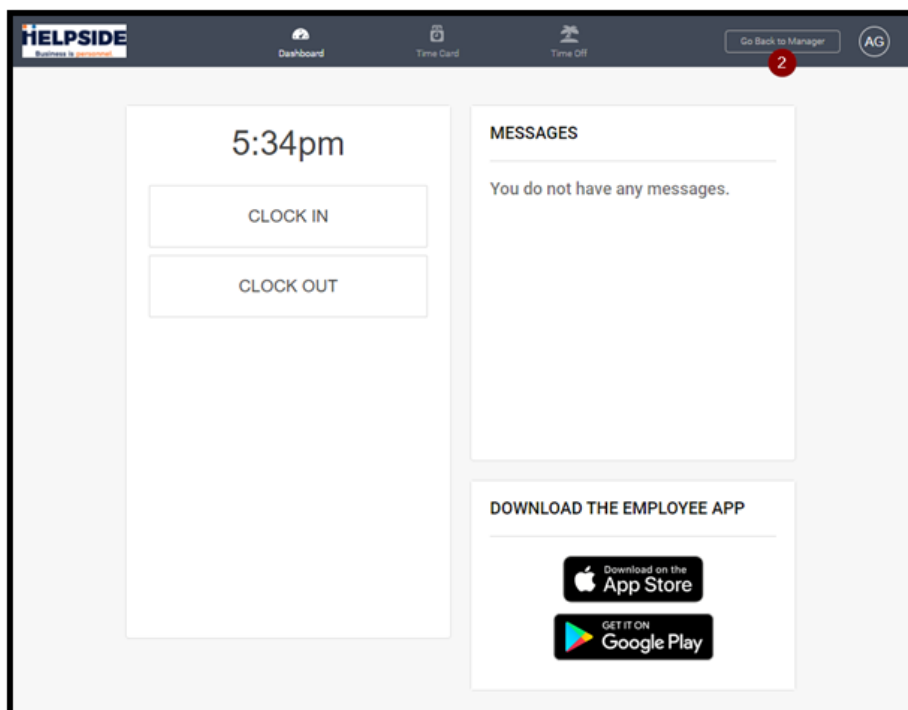 HELPSIDE
Business is personnel.
Dashboard
Time Card
Time Off
Go Back to Manager
2
AG
5:34pm
CLOCK IN
CLOCK OUT
MESSAGES
You do not have any messages.
DOWNLOAD THE EMPLOYEE APP
Download on the
App Store
GET IT ON
Google Play